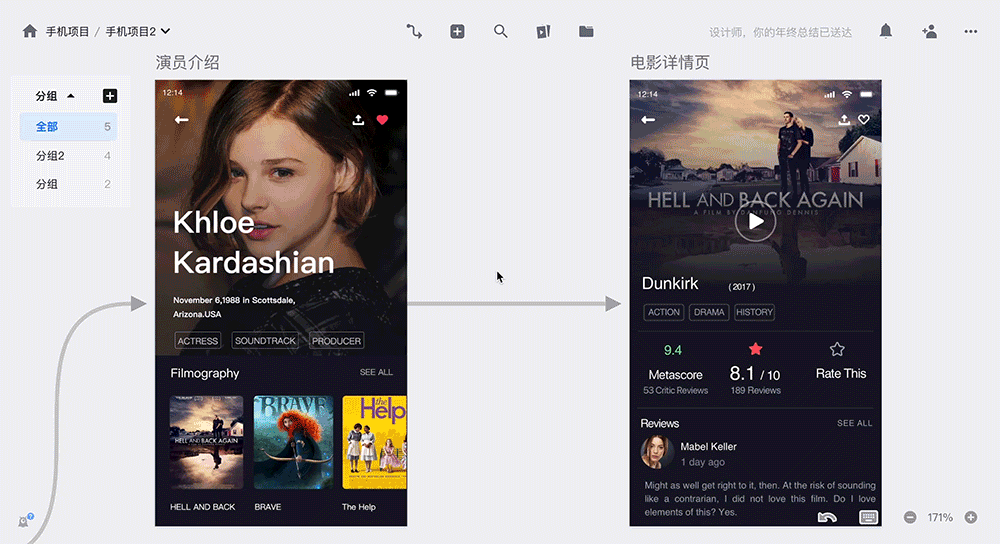 手机项目 / 手机项目2
设计师，你的年终总结已送达
分组
全部 5
分组2 4
分组 2
演员介绍
12:14
Khloe
Kardashian
November 6,1988 in Scottsdale,
Arizona.USA
ACTRESS SOUNDTRACK PRODUCER
Filmography SEE ALL
HELL AND BACK AGAIN
BRAVE
the
Help
HELL AND BACK BRAVE The Help
电影详情页
12:14
HELL AND BACK AGAIN
A FILM BY DANFUNG DENNIS
Dunkirk ( 2017 )
ACTION DRAMA HISTORY
9.4
Metascore
53 Critic Reviews
8.1 / 10
189 Reviews
Rate This
Reviews SEE ALL
Mabel Keller
1 day ago
Might as well get right to it, then. At the risk of sounding
like a contrarian, I did not love this film. Do I love
elements of this? Yes.
171%